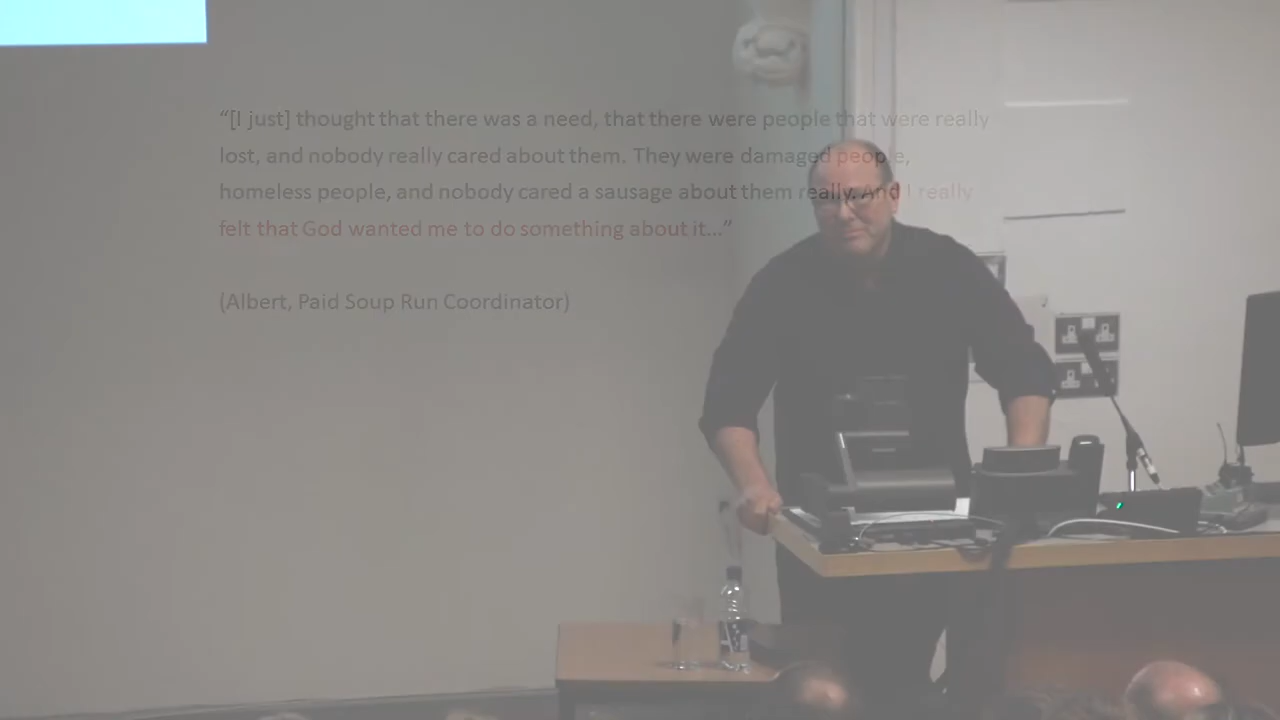 “[I just] thought that there was a need, that there were people that were really
lost, and nobody really cared about them. They were damaged people,
homeless people, and nobody cared a sausage about them really. And I really
felt that God wanted me to do something about it...”
(Albert, Paid Soup Run Coordinator)